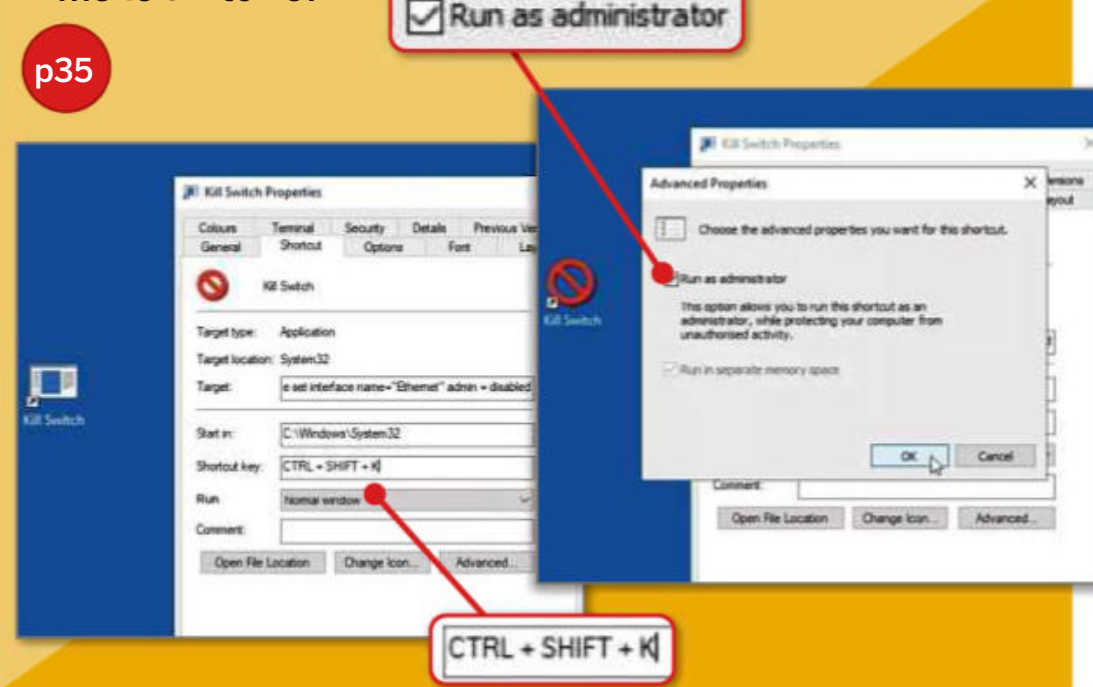 Run as administrator
p35
Kill Switch Properties
Colours Terminal Security Details Previous Ve
General Shortcut Options Font La
Kill Switch
Target type: Application
Target location: System32
Target: e set interface name="Ethernet" admin = disabled
Start in: C:\Windows\System32
Shortcut key: CTRL + SHIFT + K
Run Normal window
Comment:
Open File Location Change Icon... Advanced...
Kill Switch
CTRL + SHIFT + K
Kill Switch Properties
Advanced Properties
Choose the advanced properties you want for this shortcut.
Run as administrator
This option allows you to run this shortcut as an
administrator, while protecting your computer from
unauthorised activity.
Run in separate memory space
OK Cancel
Comment:
Open File Location Change Icon... Advanced...
Kill Switch